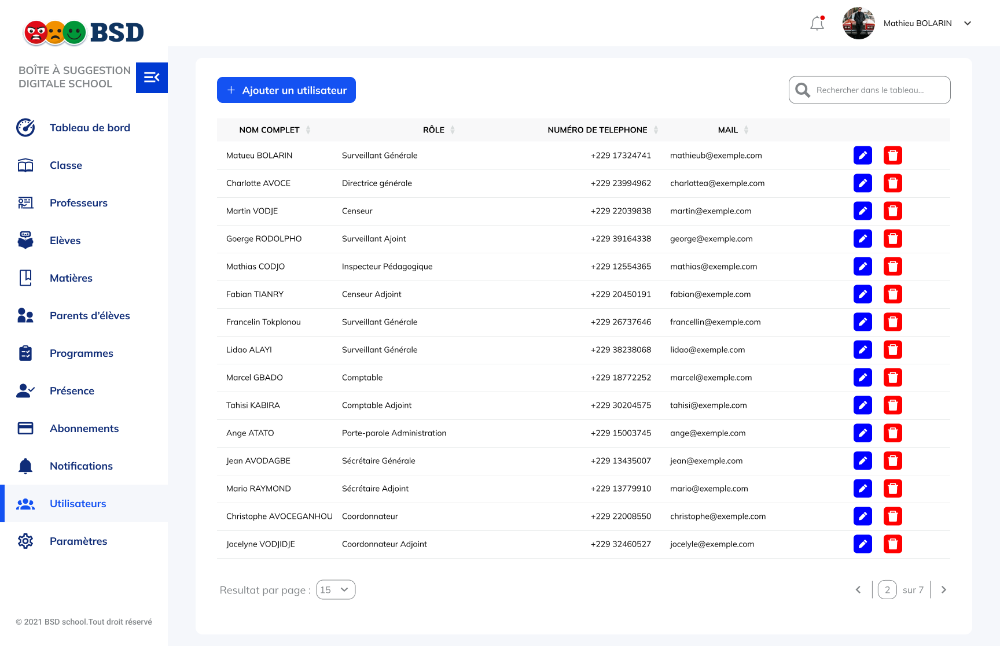 BSD
BOÎTE À SUGGESTION
DIGITALE SCHOOL
Tableau de bord
Classe
Professeurs
Elèves
Matières
Parents d’élèves
Programmes
Présence
Abonnements
Notifications
Utilisateurs
Paramètres
© 2021 BSD school.Tout droit réservé
Mathieu BOLARIN
+ Ajouter un utilisateur
Rechercher dans le tableau...
NOM COMPLET RÔLE NUMÉRO DE TELEPHONE MAIL
Matueu BOLARIN Surveillant Générale +229 17324741 mathieub@exemple.com
Charlotte AVOCE Directrice générale +229 23994962 charlottea@exemple.com
Martin VODJE Censeur +229 22039838 martin@exemple.com
Goerge RODOLPHO Surveillant Ajoint +229 39164338 george@exemple.com
Mathias CODJO Inspecteur Pédagogique +229 12554365 mathias@exemple.com
Fabian TIANRY Censeur Adjoint +229 20450191 fabian@exemple.com
Francelin Tokplonou Surveillant Générale +229 26737646 francellin@exemple.com
Lidao ALAYI Surveillant Générale +229 38238068 lidao@exemple.com
Marcel GBADO Comptable +229 18772252 marcel@exemple.com
Tahisi KABIRA Comptable Adjoint +229 30204575 tahisi@exemple.com
Ange ATATO Porte-parole Administration +229 15003745 ange@exemple.com
Jean AVODAGBE Sécrétaire Générale +229 13435007 jean@exemple.com
Mario RAYMOND Sécrétaire Adjoint +229 13779910 mario@exemple.com
Christophe AVOCEGANHOU Coordonnateur +229 22008550 christophe@exemple.com
Jocelyne VODJIDJE Coordonnateur Adjoint +229 32460527 jocelyle@exemple.com
Resultat par page : 15
2 sur 7